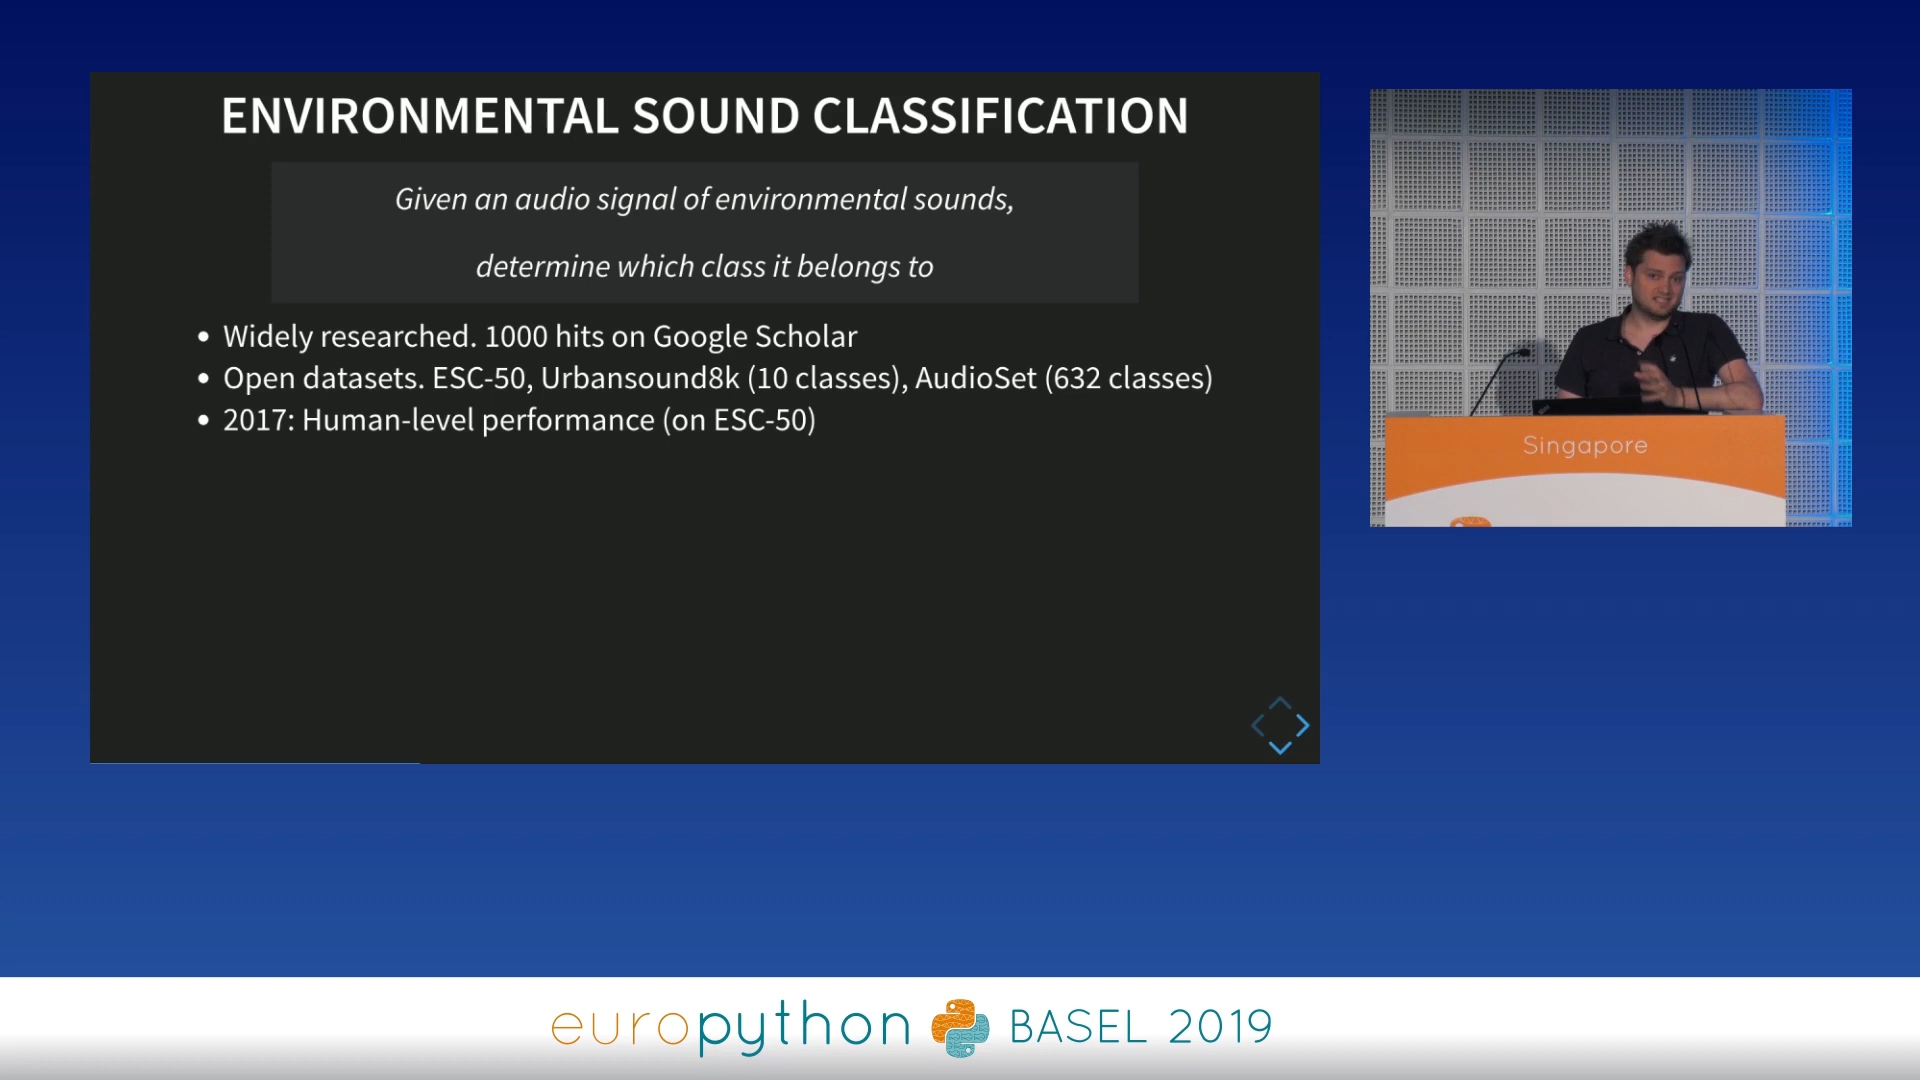 ENVIRONMENTAL SOUND CLASSIFICATION
Given an audio signal of environmental sounds,
determine which class it belongs to
• Widely researched. 1000 hits on Google Scholar
• Open datasets. ESC-50, Urbansound8k (10 classes), AudioSet (632 classes)
• 2017: Human-level performance (on ESC-50)
Singapore
europython BASEL 2019